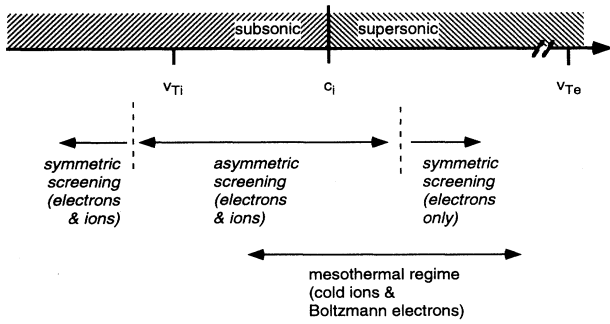 subsonic supersonic
vTi ci vTe
symmetric screening (electrons & ions)
asymmetric screening (electrons & ions)
symmetric screening (electrons only)
mesothermal regime
(cold ions &
Boltzmann electrons)